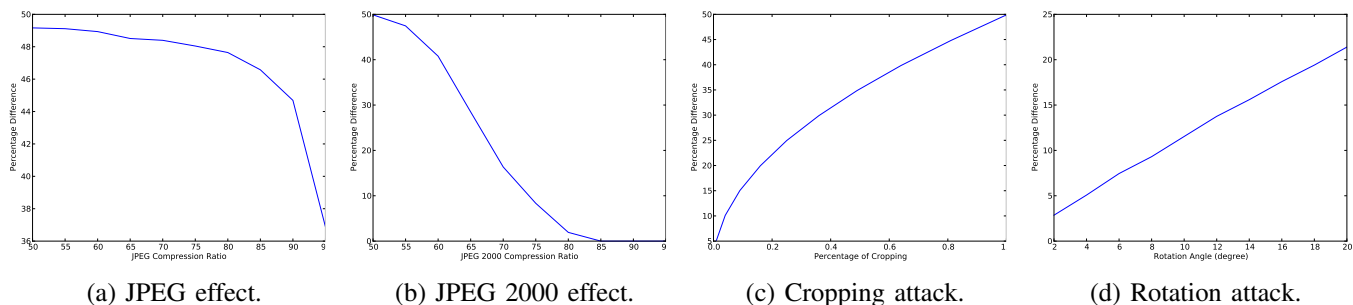 50
48
46
44
42
40
38
36
50 55 60 65 70 75 80 85 90 9
Percentage Difference
JPEG Compression Ratio
50
40
30
20
10
0
50 55 60 65 70 75 80 85 90 9
Percentage Difference
JPEG 2000 Compression Ratio
50
45
40
35
30
25
20
15
10
5
0.0 0.2 0.4 0.6 0.8 1
Percentage Difference
Percentage of Cropping
25
20
15
10
5
0
2 4 6 8 10 12 14 16 18 20
Percentage Difference
Rotation Angle (degree)
(a) JPEG effect.
(b) JPEG 2000 effect.
(c) Cropping attack.
(d) Rotation attack.